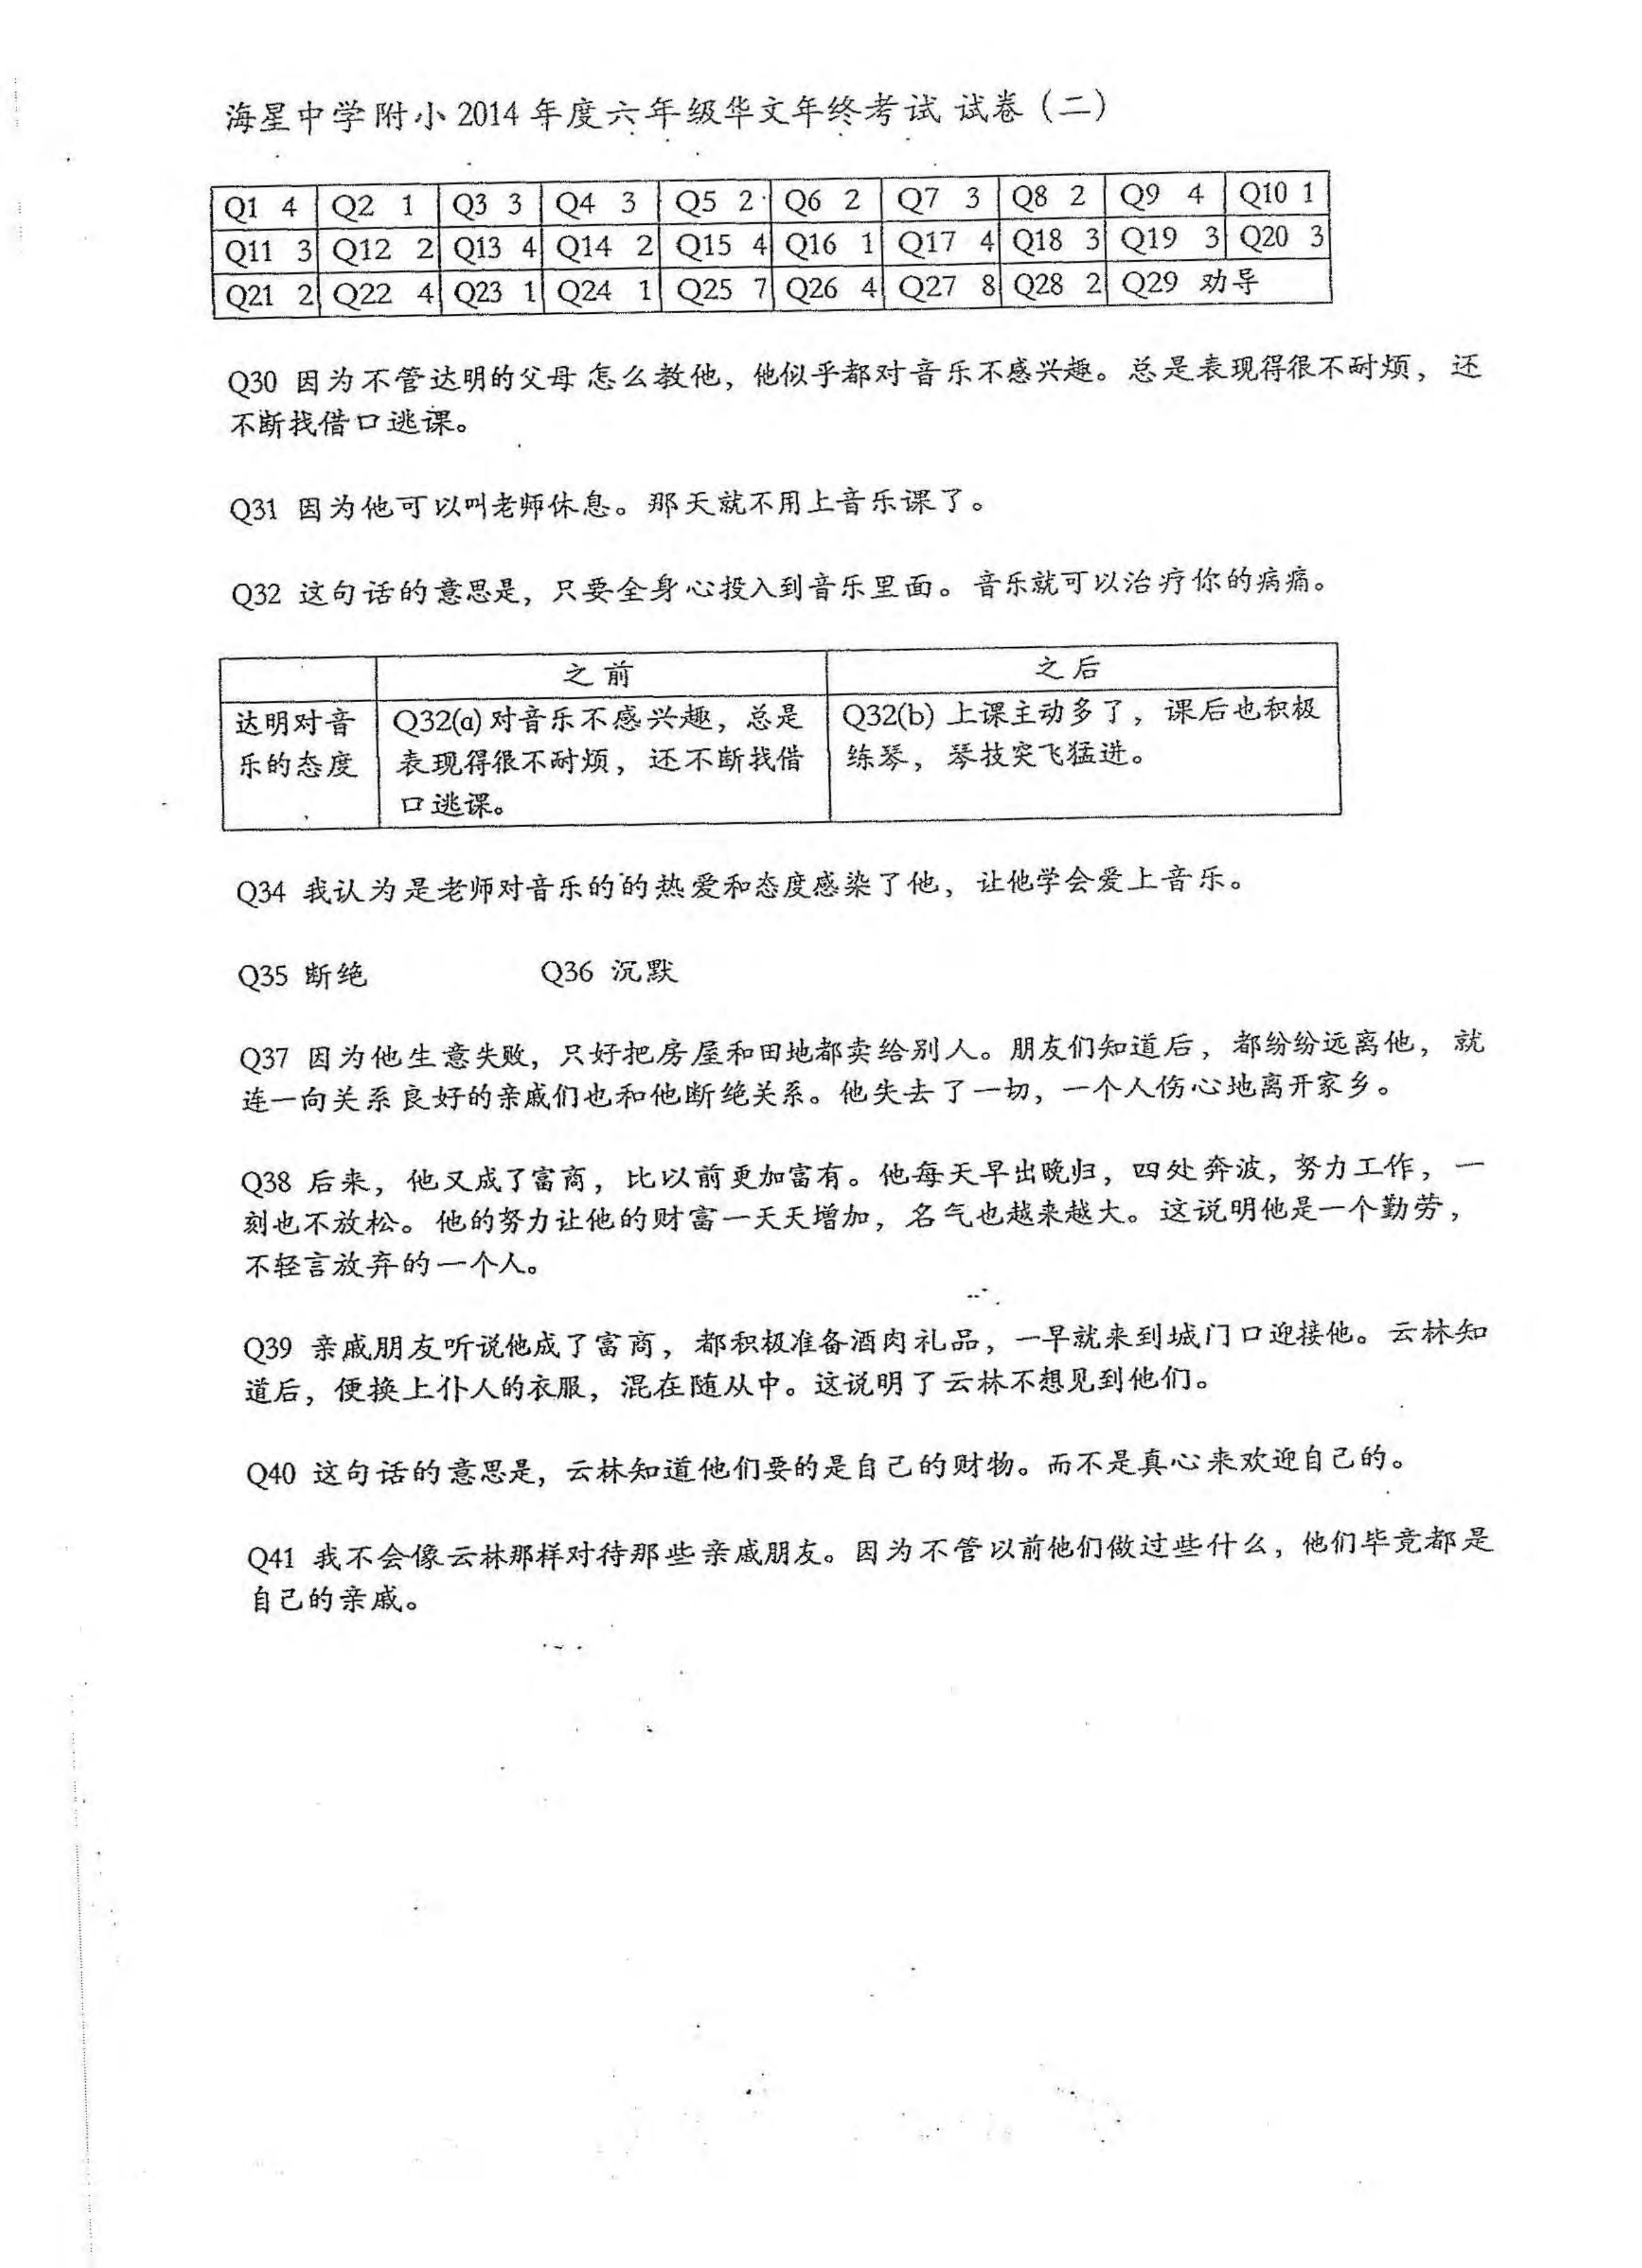 海星中学附小2014年度六年级华文年终考试 试卷（二）
Q1 4 Q2 1 Q3 3 Q4 3 Q5 2 Q6 2 Q7 3 Q8 2 Q9 4 Q10 1
Q11 3 Q12 2 Q13 4 Q14 2 Q15 4 Q16 1 Q17 4 Q18 3 Q19 3 Q20 3
Q21 2 Q22 4 Q23 1 Q24 1 Q25 7 Q26 4 Q27 8 Q28 2 Q29 劝导
Q30 因为不管达明的父母怎么教他，他似乎都对音乐不感兴趣。总是表现得很不耐烦，还
不断找借口逃课。
Q31 因为他可以叫老师休息。那天就不用上音乐课了。
Q32 这句话的意思是，只要全身心投入到音乐里面。音乐就可以治疗你的病痛。
之前 之后
达明对音 Q32(a) 对音乐不感兴趣，总是 Q32(b) 上课主动多了，课后也积极
乐的态度 表现得很不耐烦，还不断找借 练琴，琴技突飞猛进。
口逃课。
Q34 我认为是老师对音乐的的热爱和态度感染了他，让他学会爱上音乐。
Q35 断绝 Q36 沉默
Q37 因为他生意失败，只好把房屋和田地都卖给别人。朋友们知道后，都纷纷远离他，就
连一向关系良好的亲戚们也和他断绝关系。他失去了一切，一个人伤心地离开家乡。
Q38 后来，他又成了富商，比以前更加富有。他每天早出晚归，四处奔波，努力工作，一
刻也不放松。他的努力让他的财富一天天增加，名气也越来越大。这说明他是一个勤劳，
不轻言放弃的一个人。
Q39 亲戚朋友听说他成了富商，都积极准备酒肉礼品，一早就来到城门口迎接他。云林知
道后，便换上仆人的衣服，混在随从中。这说明了云林不想见到他们。
Q40 这句话的意思是，云林知道他们要的是自己的财物。而不是真心来欢迎自己的。
Q41 我不会像云林那样对待那些亲戚朋友。因为不管以前他们做过些什么，他们毕竟都是
自己的亲戚。